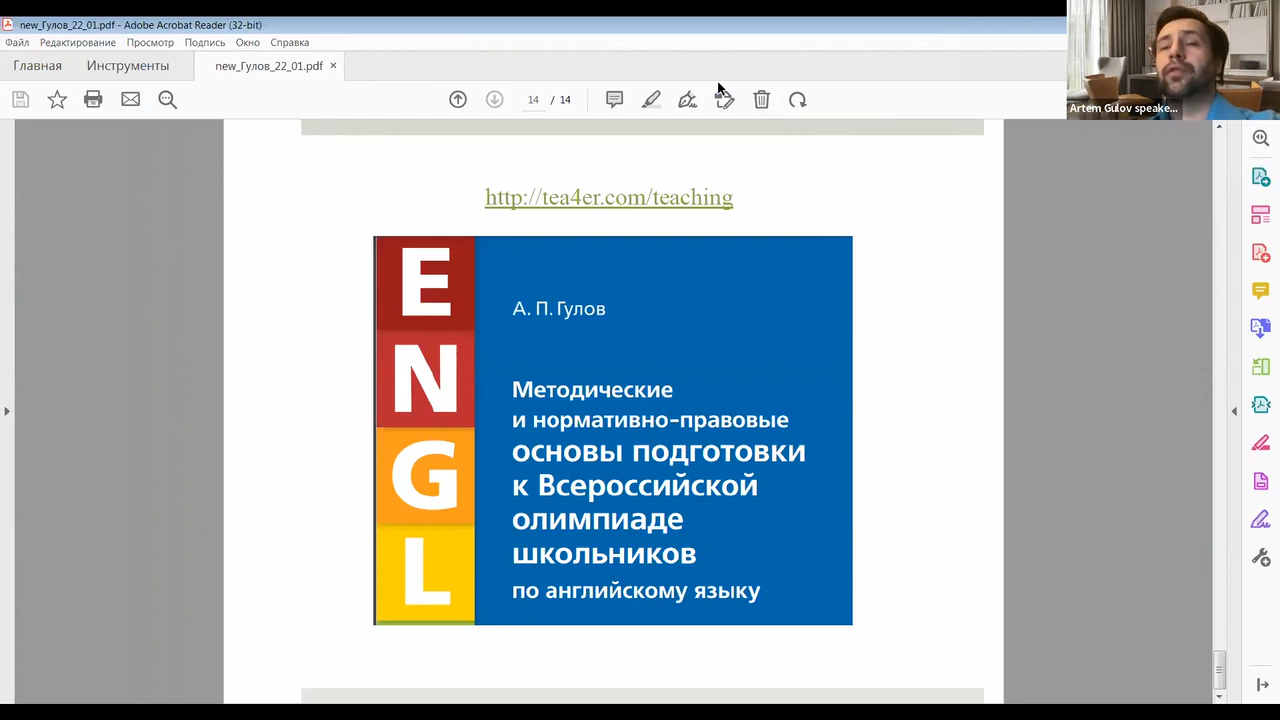 new_Гулов_22_01.pdf - Adobe Acrobat Reader (32-bit)
Файл Редактирование Просмотр Подпись Окно Справка
Главная Инструменты new_Гулов_22_01.pdf ×
14 / 14
Artem Gulov speake...
http://tea4er.com/teaching
E
N
G
L
А. П. Гулов
Методические
и нормативно-правовые
основы подготовки
к Всероссийской
олимпиаде
школьников
по английскому языку